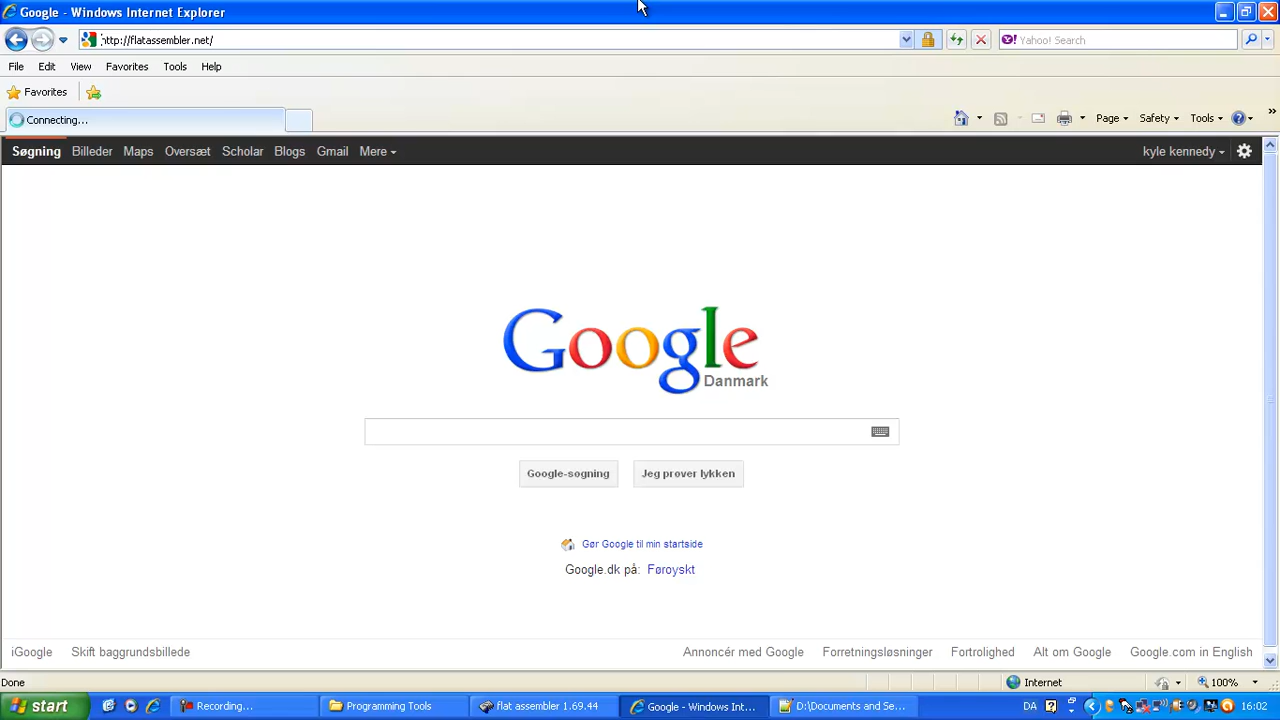 Google - Windows Internet Explorer
http://flatassembler.net/
Yahoo! Search
File Edit View Favorites Tools Help
Favorites
Connecting...
Page Safety Tools
Søgning Billeder Maps Oversæt Scholar Blogs Gmail Mere kyle kennedy
Google
Danmark
Google-søgning Jeg prøver lykken
Gør Google til min startside
Google.dk på: Føroyskt
iGoogle Skift baggrundsbillede Annoncér med Google Forretningsløsninger Fortrolighed Alt om Google Google.com in English
Done Internet 100%
start Recording... Programming Tools flat assembler 1.69.44 Google - Windows Int... D:\Documents and Se... DA 16:02